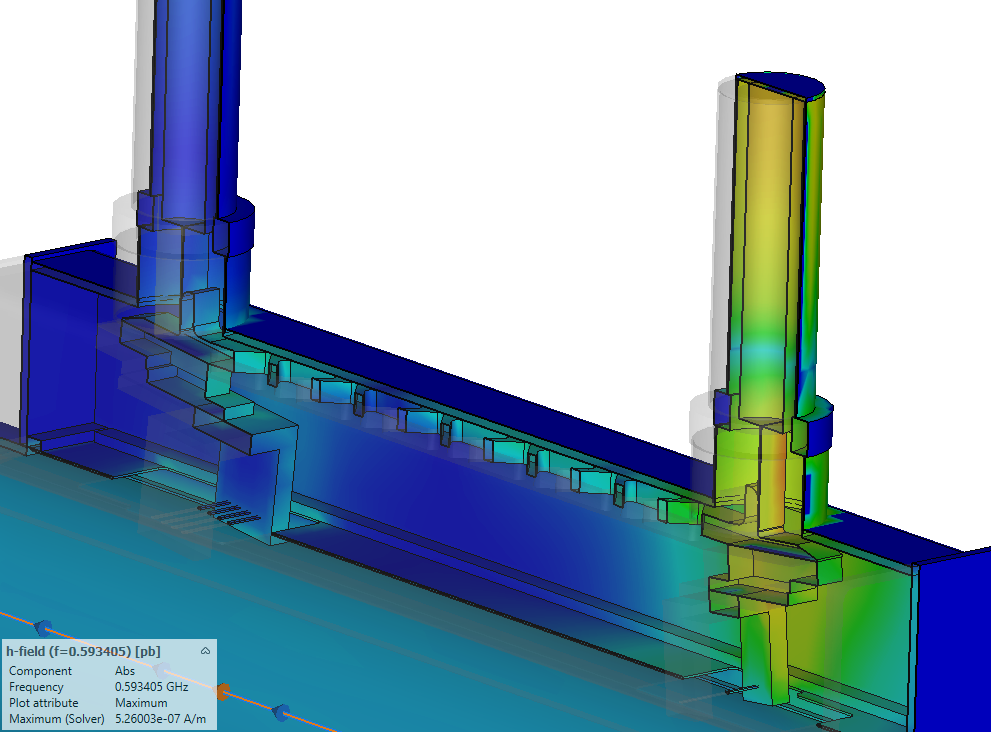 h-field (f=0.593405) [pb]
Component Abs
Frequency 0.593405 GHz
Plot attribute Maximum
Maximum (Solver) 5.26003e-07 A/m